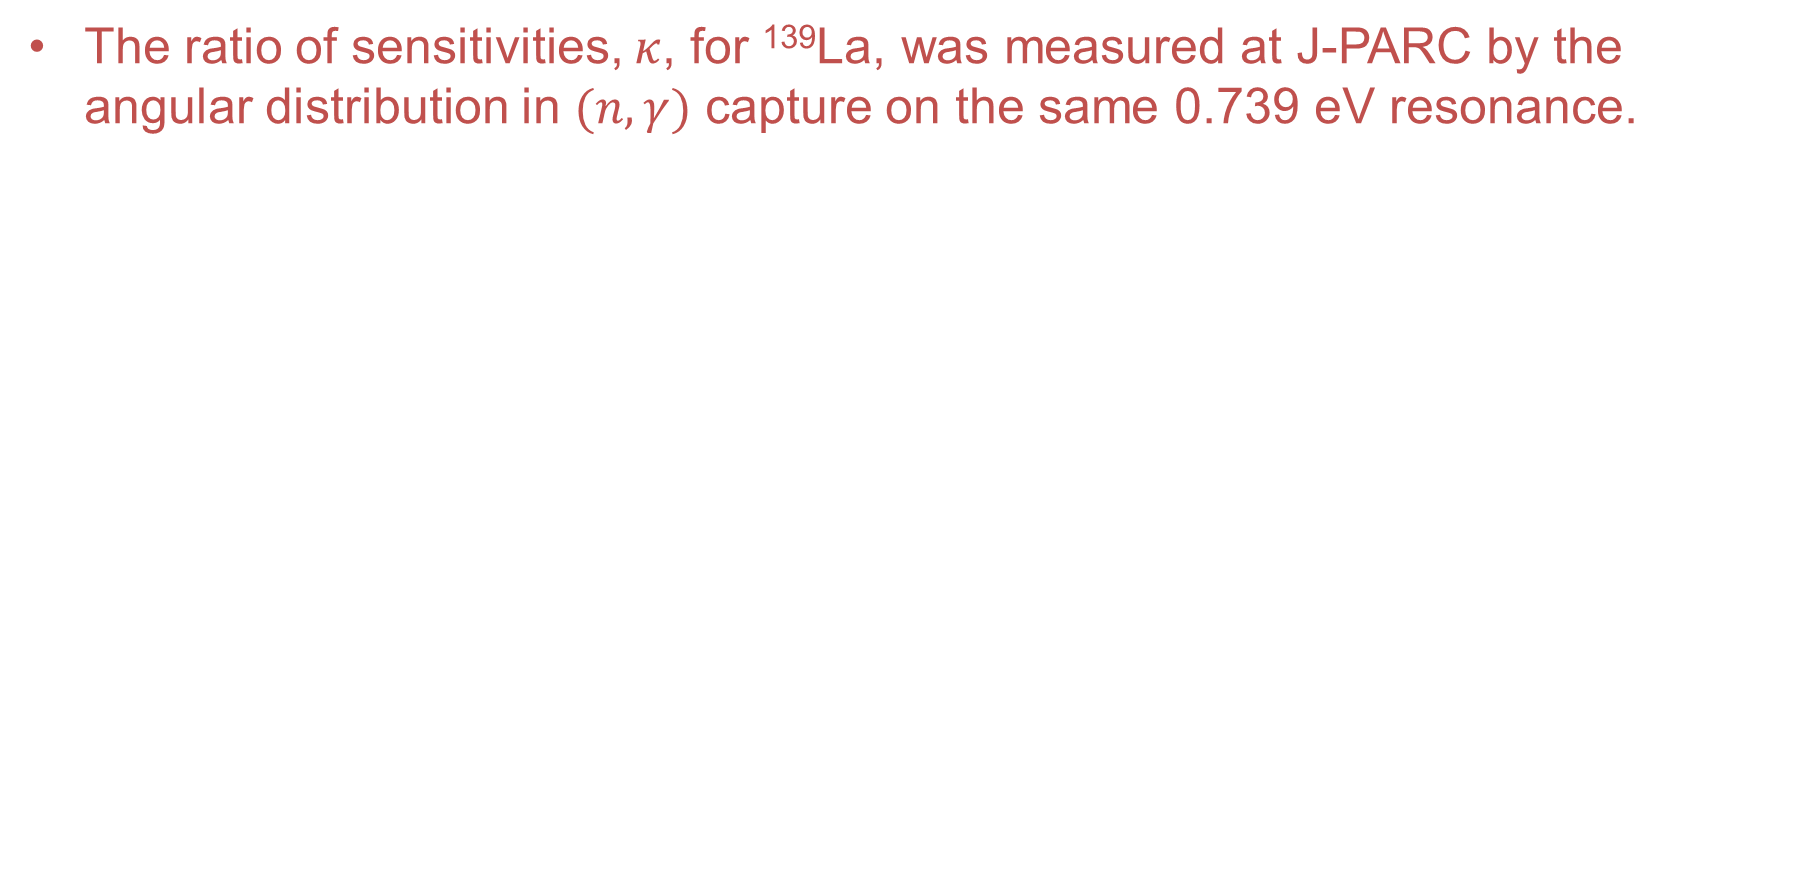 • The ratio of sensitivities, 𝜅, for ¹³⁹La, was measured at J-PARC by the
angular distribution in (𝑛, 𝛾) capture on the same 0.739 eV resonance.